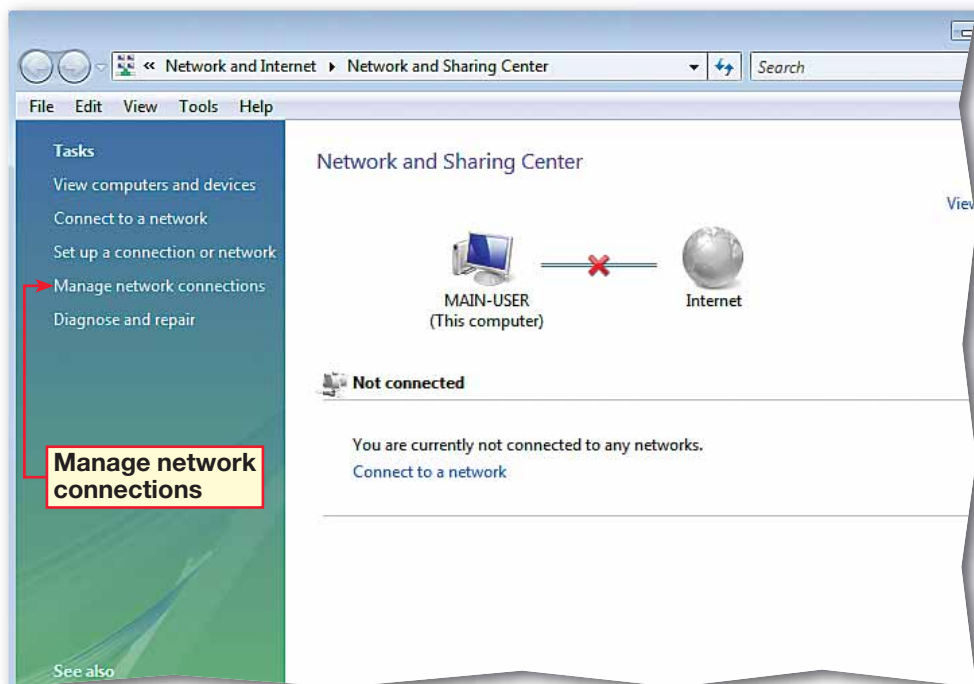 « Network and Internet ▸ Network and Sharing Center
Search
File Edit View Tools Help
Tasks
View computers and devices
Connect to a network
Set up a connection or network
Manage network connections
Diagnose and repair
Manage network
connections
See also
Network and Sharing Center
MAIN-USER
(This computer)
Internet
Not connected
You are currently not connected to any networks.
Connect to a network